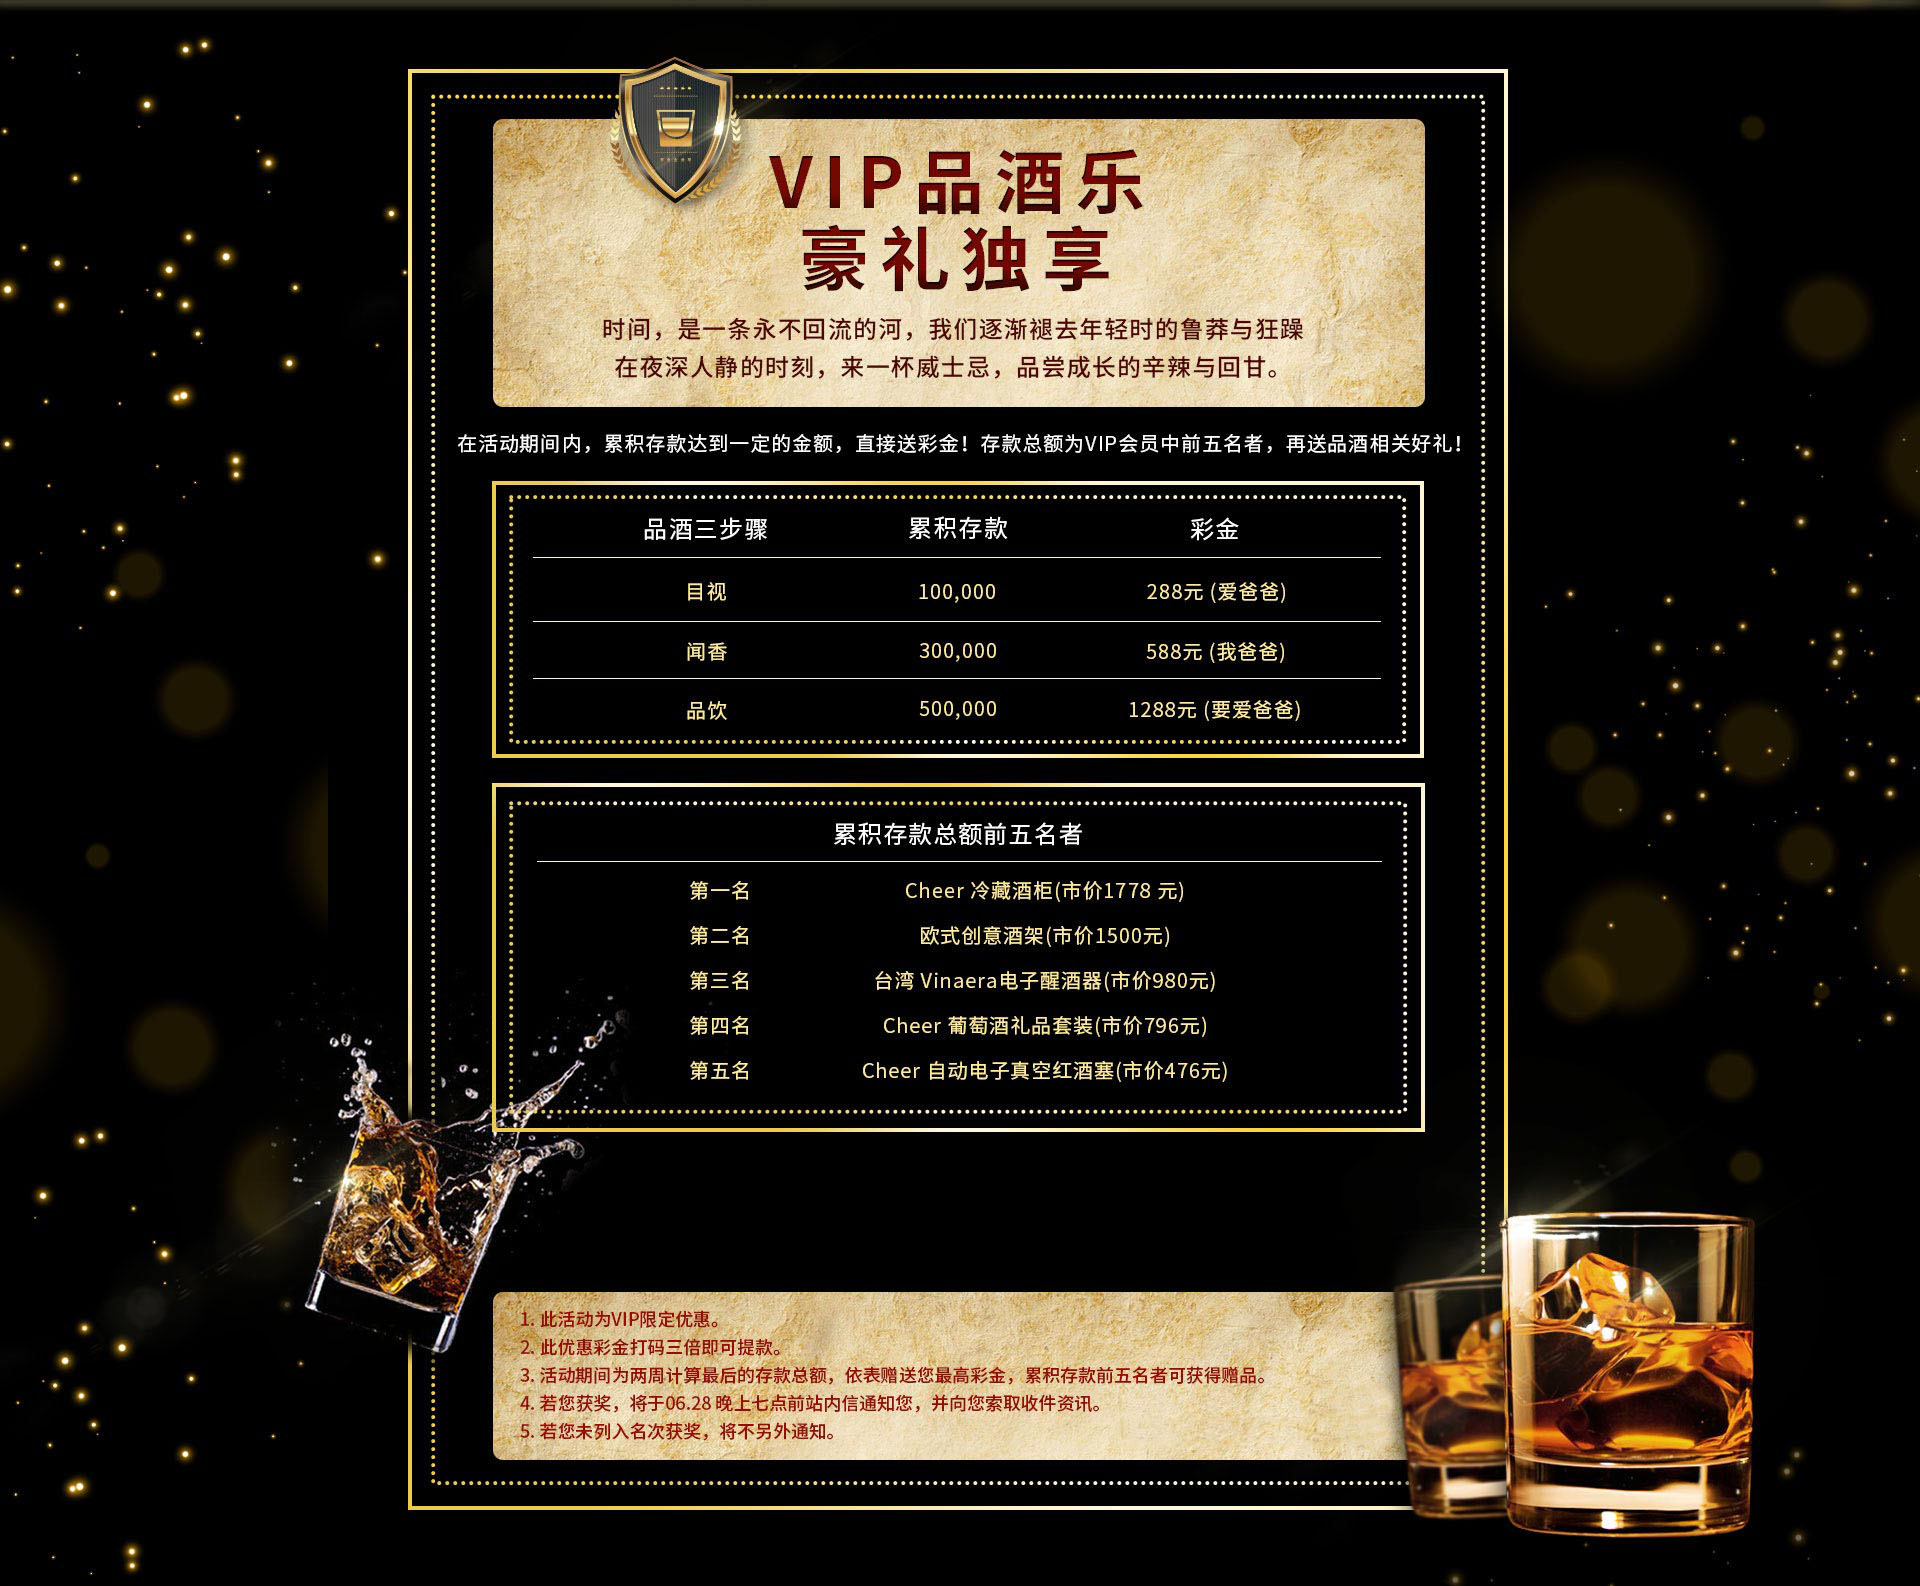 VIP品酒乐
豪礼独享
时间，是一条永不回流的河，我们逐渐褪去年轻时的鲁莽与狂躁
在夜深人静的时刻，来一杯威士忌，品尝成长的辛辣与回甘。
在活动期间内，累积存款达到一定的金额，直接送彩金！存款总额为VIP会员中前五名者，再送品酒相关好礼！
品酒三步骤 累积存款 彩金
目视 100,000 288元 (爱爸爸)
闻香 300,000 588元 (我爸爸)
品饮 500,000 1288元 (要爱爸爸)
累积存款总额前五名者
第一名 Cheer 冷藏酒柜(市价1778 元)
第二名 欧式创意酒架(市价1500元)
第三名 台湾 Vinaera电子醒酒器(市价980元)
第四名 Cheer 葡萄酒礼品套装(市价796元)
第五名 Cheer 自动电子真空红酒塞(市价476元)
1. 此活动为VIP限定优惠。
2. 此优惠彩金打码三倍即可提款。
3. 活动期间为两周计算最后的存款总额，依表赠送您最高彩金，累积存款前五名者可获得赠品。
4. 若您获奖，将于06.28 晚上七点前站内信通知您，并向您索取收件资讯。
5. 若您未列入名次获奖，将不另外通知。